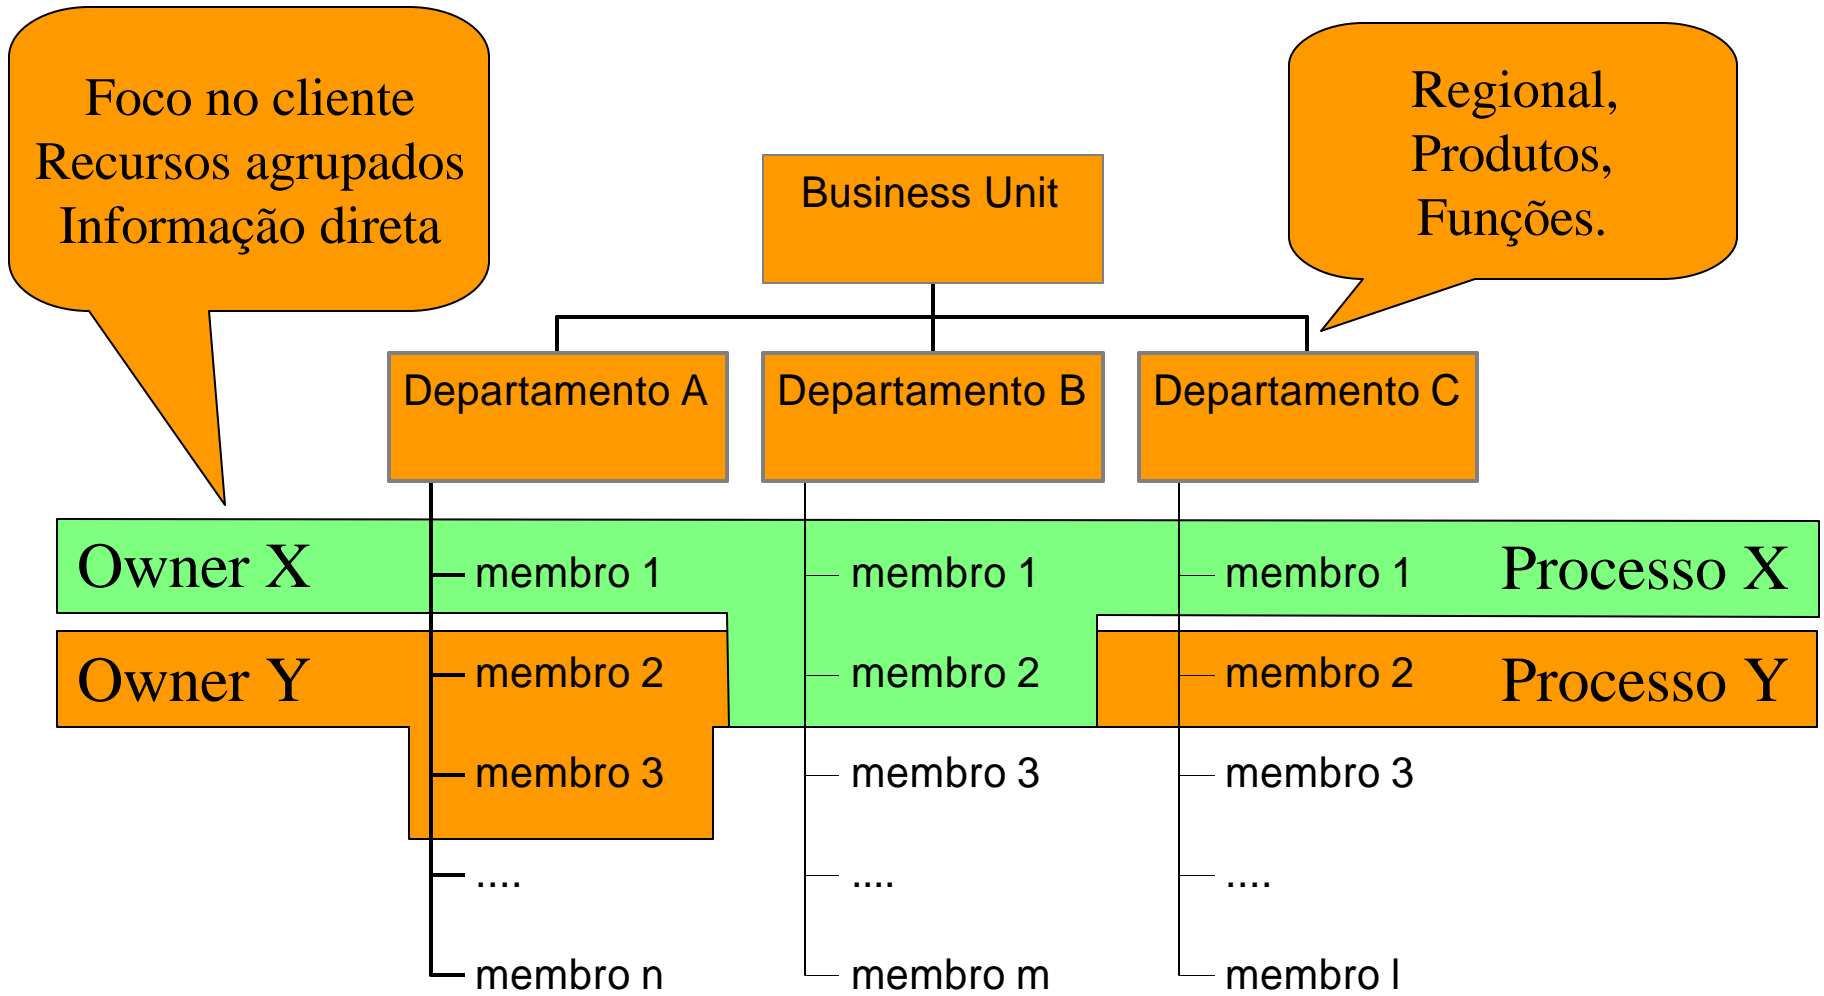 Foco no cliente
Recursos agrupados
Informação direta
Regional,
Produtos,
Funções.
Business Unit
Departamento A
Departamento B
Departamento C
Owner X
membro 1
membro 1
membro 1
Processo X
Owner Y
membro 2
membro 2
membro 2
Processo Y
membro 3
membro 3
membro 3
....
....
....
membro n
membro m
membro l